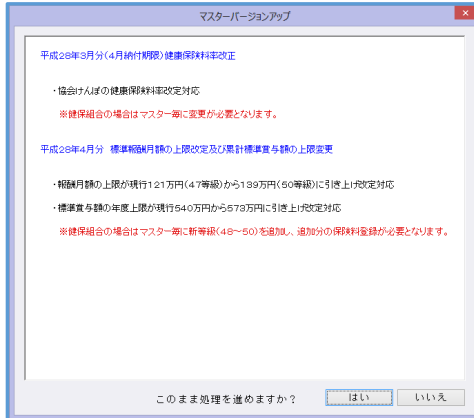 マスターバージョンアップ
平成28年3月分(4月納付期限)健康保険料率改正
・協会けんぽの健康保険料率改定対応
※健保組合の場合はマスター毎に変更が必要となります。
平成28年4月分 標準報酬月額の上限改定及び累計標準賞与額の上限変更
・報酬月額の上限が現行121万円(47等級)から139万円(50等級)に引き上げ改定対応
・標準賞与額の年度上限が現行540万円から573万円に引き上げ改定対応
※健保組合の場合はマスター毎に新等級(48～50)を追加し、追加分の保険料登録が必要となります。
このまま処理を進めますか？
はい
いいえ